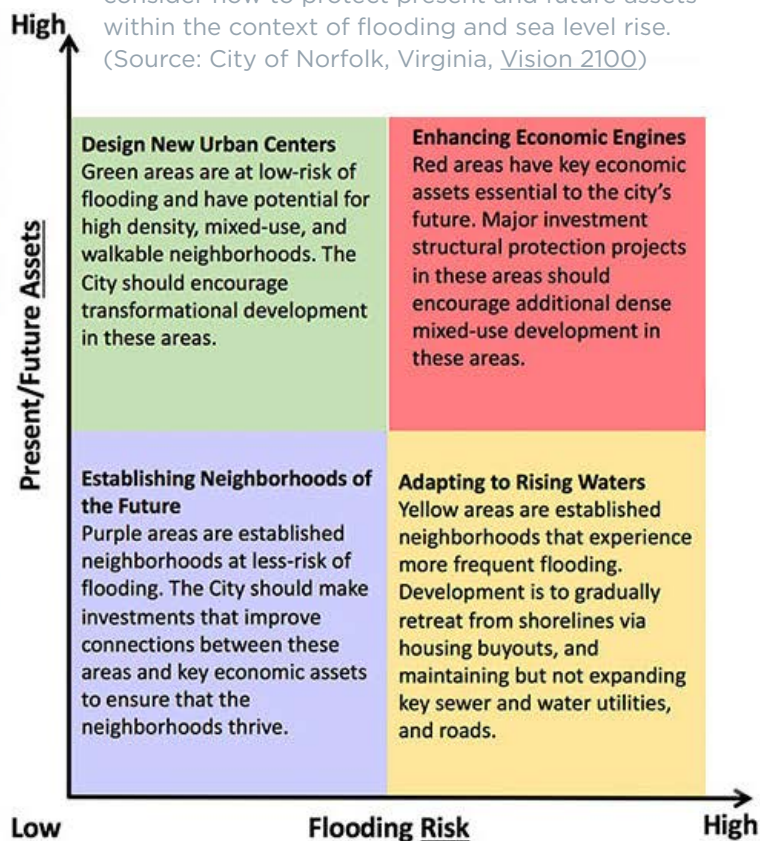 consider how to protect present and future assets
within the context of flooding and sea level rise.
(Source: City of Norfolk, Virginia, Vision 2100)
High
Present/Future Assets
Design New Urban Centers
Green areas are at low-risk of
flooding and have potential for
high density, mixed-use, and
walkable neighborhoods. The
City should encourage
transformational development
in these areas.
Enhancing Economic Engines
Red areas have key economic
assets essential to the city's
future. Major investment
structural protection projects
in these areas should
encourage additional dense
mixed-use development in
these areas.
Establishing Neighborhoods of
the Future
Purple areas are established
neighborhoods at less-risk of
flooding. The City should make
investments that improve
connections between these
areas and key economic assets
to ensure that the
neighborhoods thrive.
Adapting to Rising Waters
Yellow areas are established
neighborhoods that experience
more frequent flooding.
Development is to gradually
retreat from shorelines via
housing buyouts, and
maintaining but not expanding
key sewer and water utilities,
and roads.
Low
Flooding Risk
High